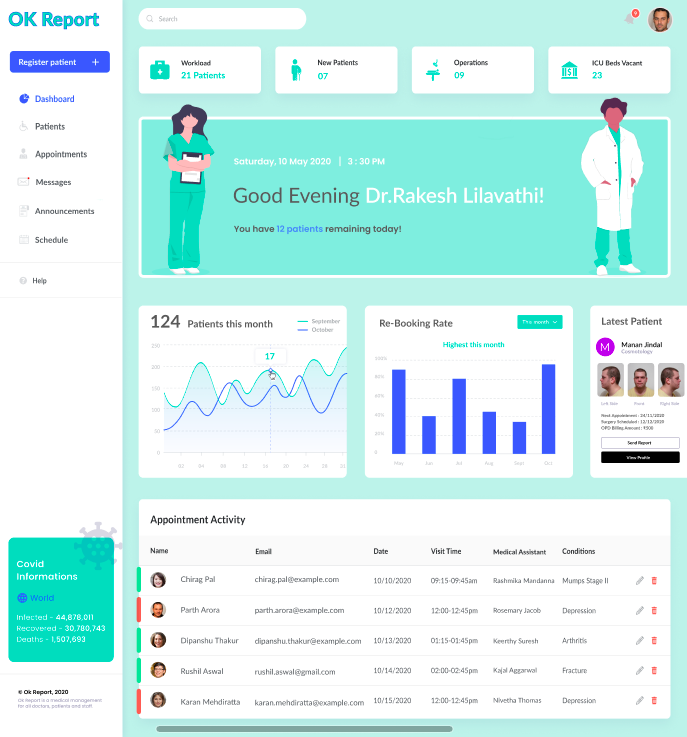 OK Report
Search
9
Register patient +
Dashboard
Patients
Appointments
Messages
Announcements
Schedule
Help
Workload
21 Patients
New Patients
07
Operations
09
ICU Beds Vacant
23
Saturday, 10 May 2020 | 3 : 30 PM
Good Evening Dr.Rakesh Lilavathi!
You have 12 patients remaining today!
124 Patients this month
September
October
17
210
200
150
100
50
0
02 04 08 12 16 20 24 28 31
Re-Booking Rate
This month
Highest this month
100%
80%
60%
40%
20%
0%
May Jun Jul Aug Sept Oct
Latest Patient
M
Manan Jindal
Cosmetology
Left Side Front Right Side
Next Appointment : 24/11/2020
Surgery Scheduled : 12/12/2020
OPD Billing Amount : ₹500
Send Report
View Profile
Covid
Informations
World
Infected - 44,878,011
Recovered - 30,780,743
Deaths - 1,507,693
© Ok Report, 2020
Ok Report is a medical management
for all doctors, patients and staff
Appointment Activity
Name Email Date Visit Time Medical Assistant Conditions
Chirag Pal chirag.pal@example.com 10/10/2020 09:15-09:45am Rashmika Mandanna Mumps Stage II
Parth Arora parth.arora@example.com 10/12/2020 12:00-12:45pm Rosemary Jacob Depression
Dipanshu Thakur dipanshu.thakur@example.com 10/13/2020 01:15-01:45pm Keerthy Suresh Arthritis
Rushil Aswal rushil.aswal@gmail.com 10/14/2020 02:00-02:45pm Kajal Aggarwal Fracture
Karan Mehdiratta karan.mehdiratta@example.com 10/15/2020 12:00-12:45pm Nivetha Thomas Depression